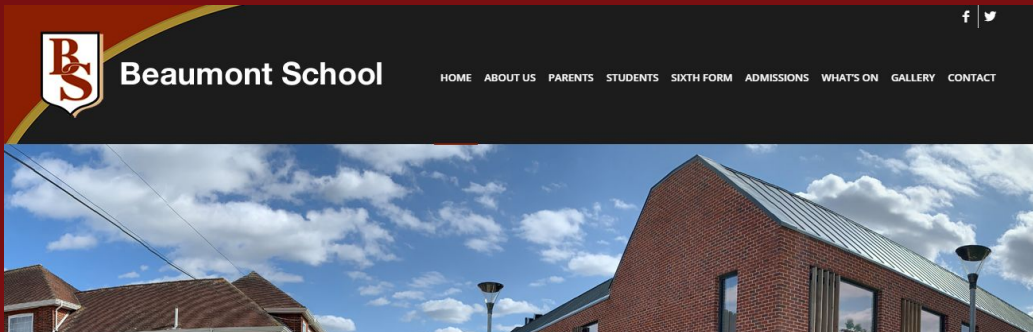 BS
Beaumont School
HOME ABOUT US PARENTS STUDENTS SIXTH FORM ADMISSIONS WHAT'S ON GALLERY CONTACT